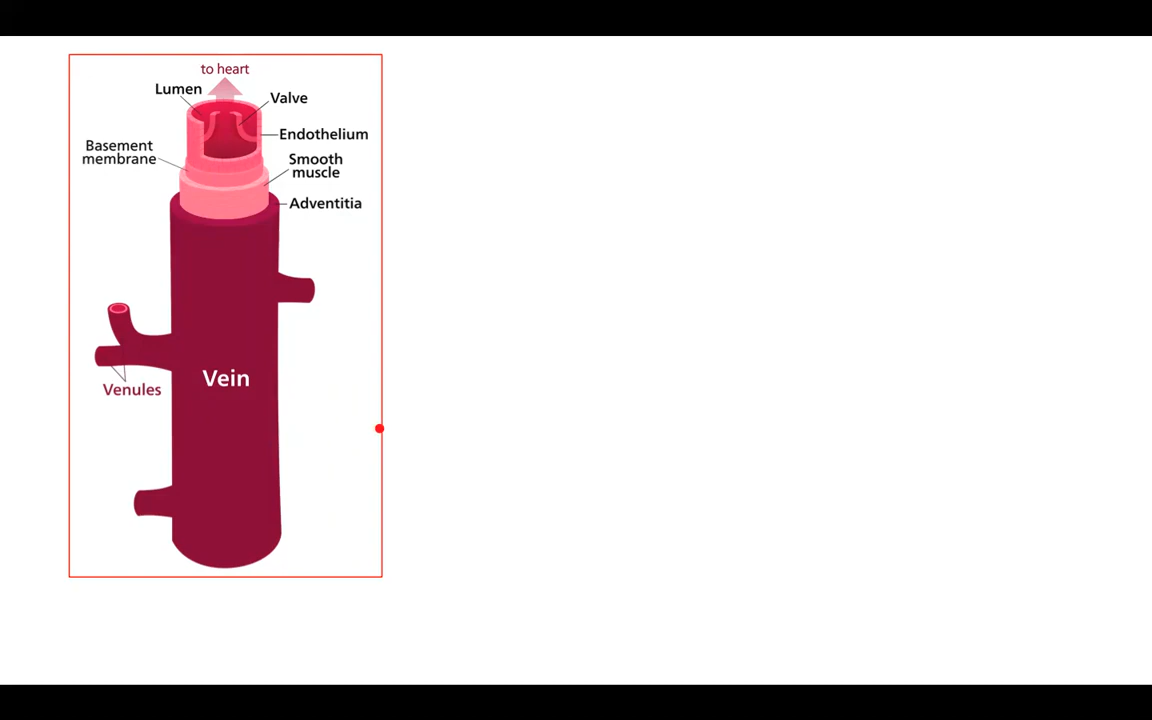 to heart
Lumen
Valve
Endothelium
Basement
membrane
Smooth
muscle
Adventitia
Vein
Venules